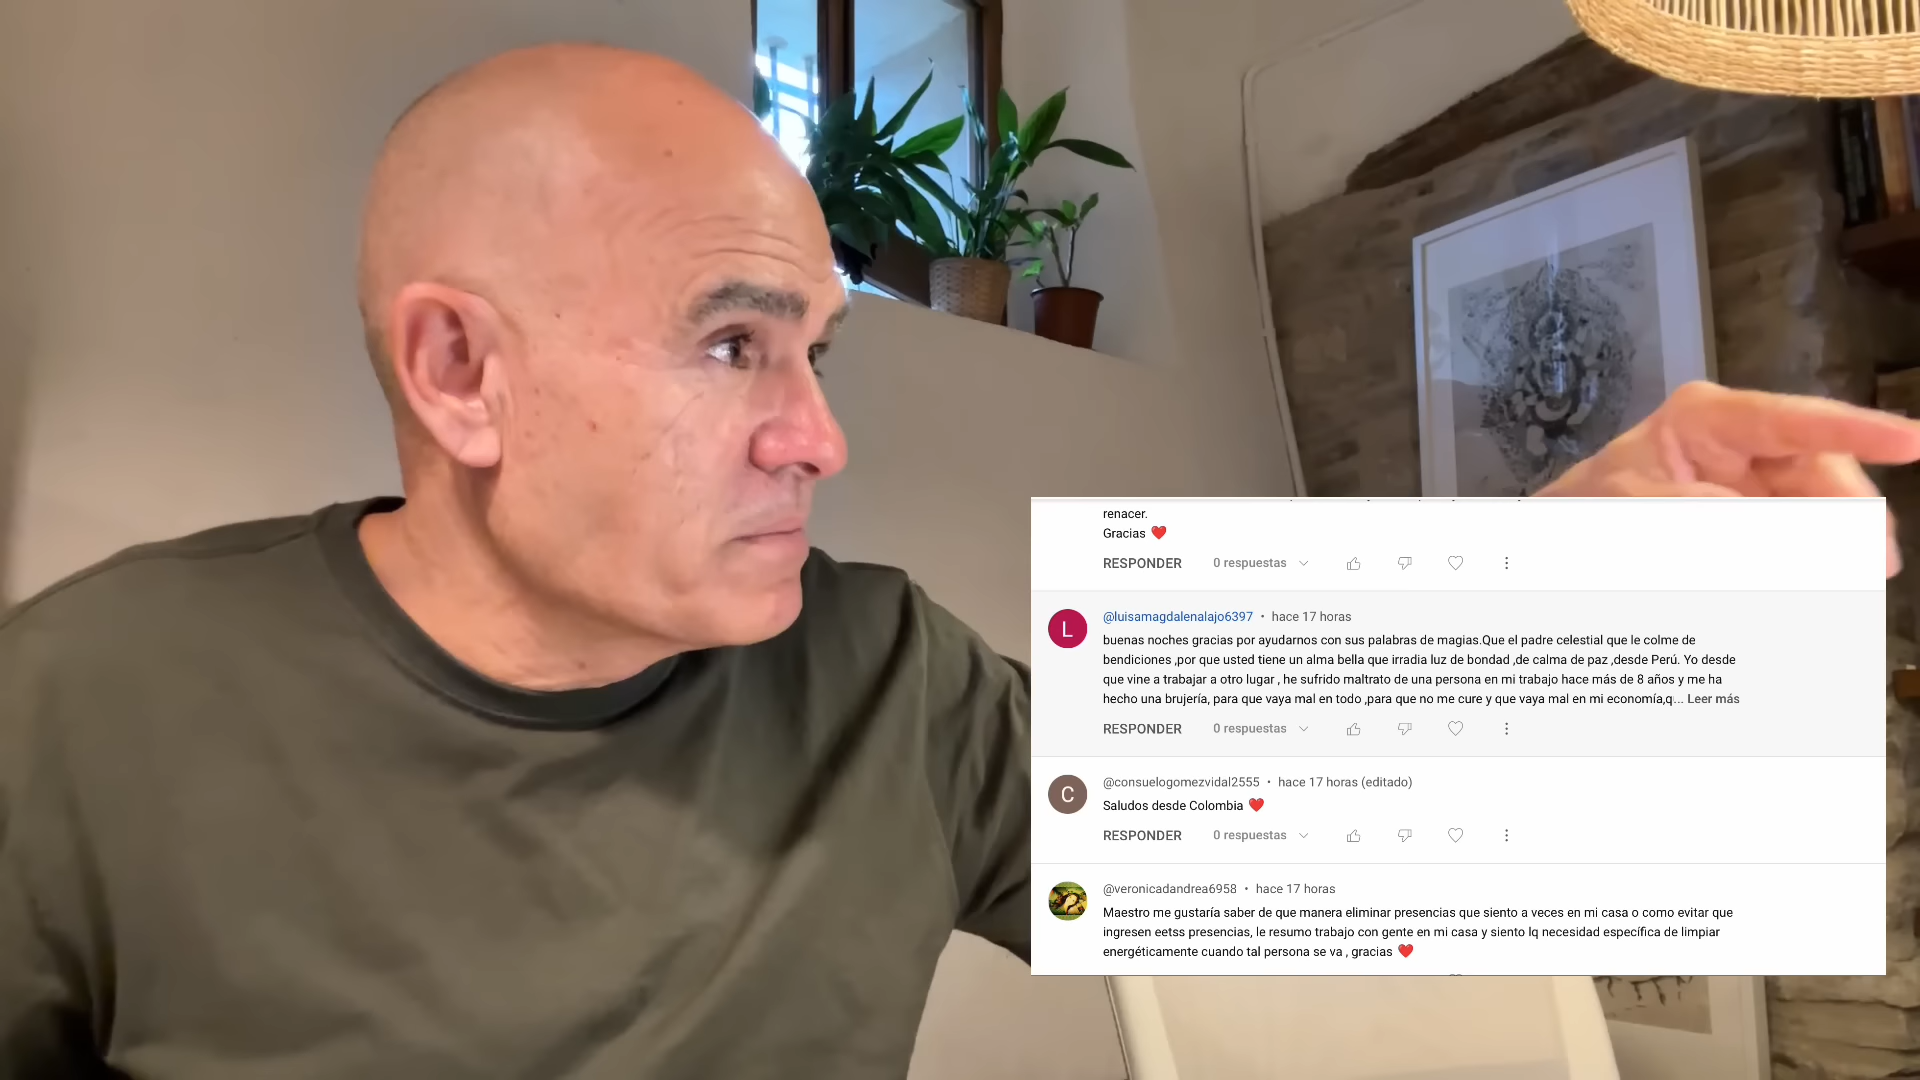 renacer.
Gracias ❤️
RESPONDER 0 respuestas
L
@luisamagdalenalajo6397 • hace 17 horas
buenas noches gracias por ayudarnos con sus palabras de magias.Que el padre celestial que le colme de
bendiciones ,por que usted tiene un alma bella que irradia luz de bondad ,de calma de paz ,desde Perú. Yo desde
que vine a trabajar a otro lugar , he sufrido maltrato de una persona en mi trabajo hace más de 8 años y me ha
hecho una brujería, para que vaya mal en todo ,para que no me cure y que vaya mal en mi economía,q... Leer más
RESPONDER 0 respuestas
C
@consuelogomezvidal2555 • hace 17 horas (editado)
Saludos desde Colombia ❤️
RESPONDER 0 respuestas
@veronicadandrea6958 • hace 17 horas
Maestro me gustaría saber de que manera eliminar presencias que siento a veces en mi casa o como evitar que
ingresen eetss presencias, le resumo trabajo con gente en mi casa y siento lq necesidad específica de limpiar
energéticamente cuando tal persona se va , gracias ❤️